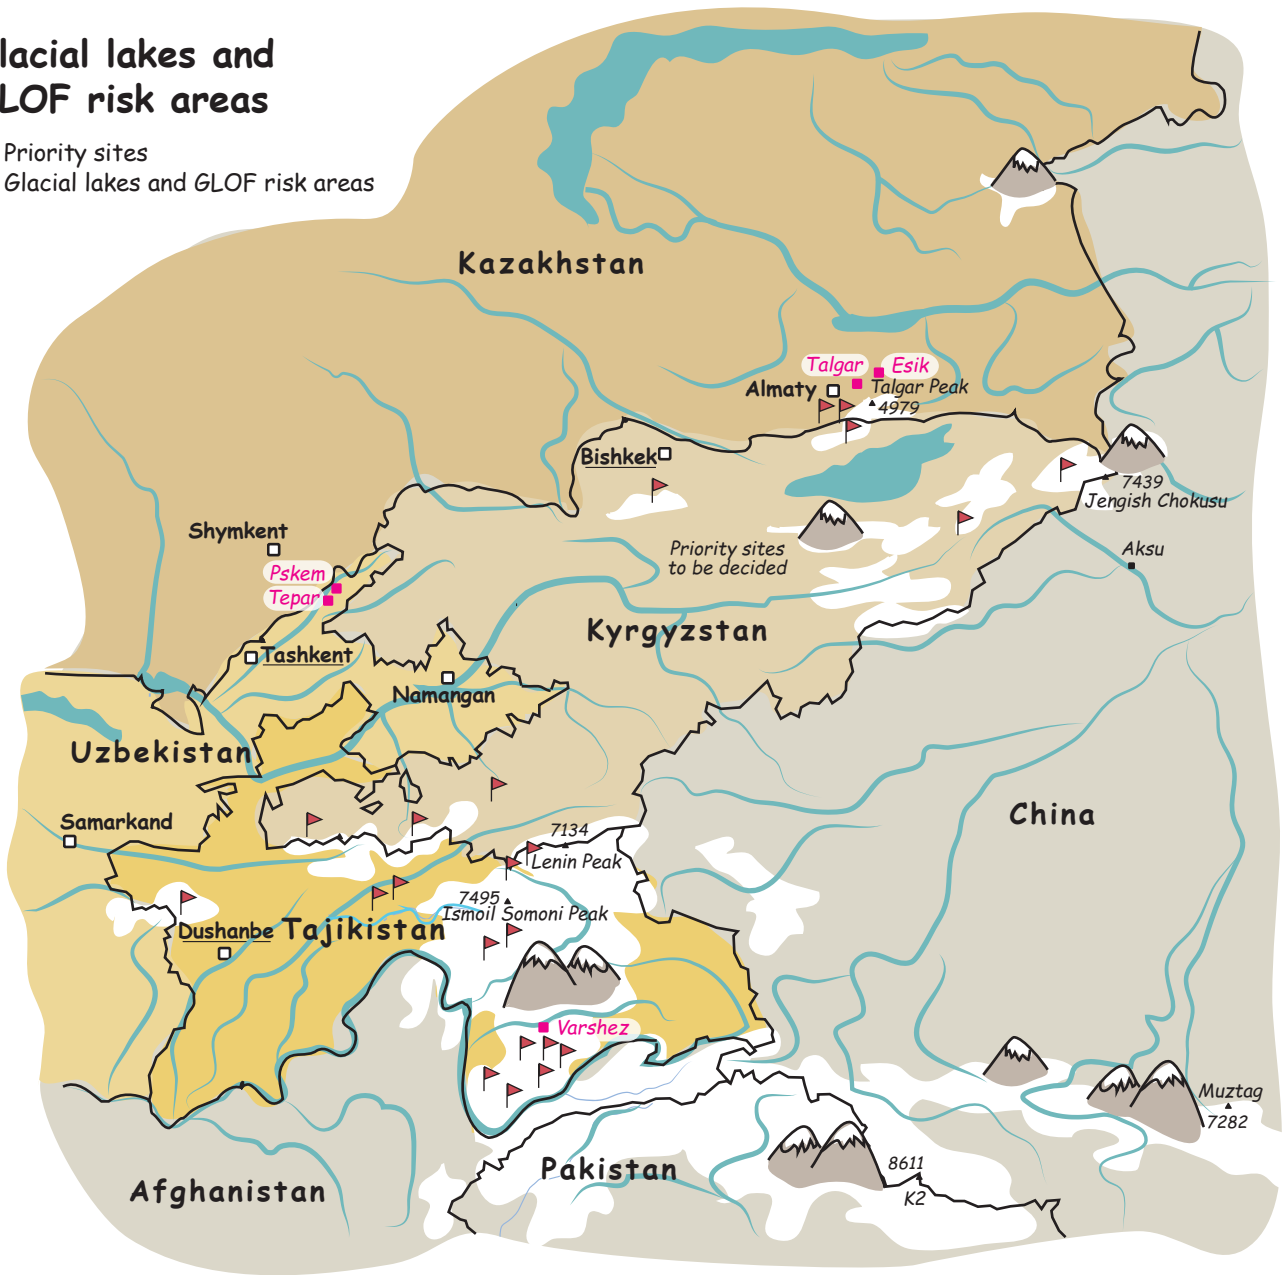 lacial lakes and
LOF risk areas
Priority sites
Glacial lakes and GLOF risk areas
Kazakhstan
Talgar
Esik
Almaty
Talgar Peak
4979
Bishkek
7439
Jengish Chokusu
Shymkent
Priority sites
to be decided
Aksu
Pskem
Tepar
Kyrgyzstan
Tashkent
Namangan
Uzbekistan
China
Samarkand
7134
Lenin Peak
7495
Ismoil Somoni Peak
Dushanbe
Tajikistan
Varshez
Muztag
7282
Pakistan
8611
K2
Afghanistan